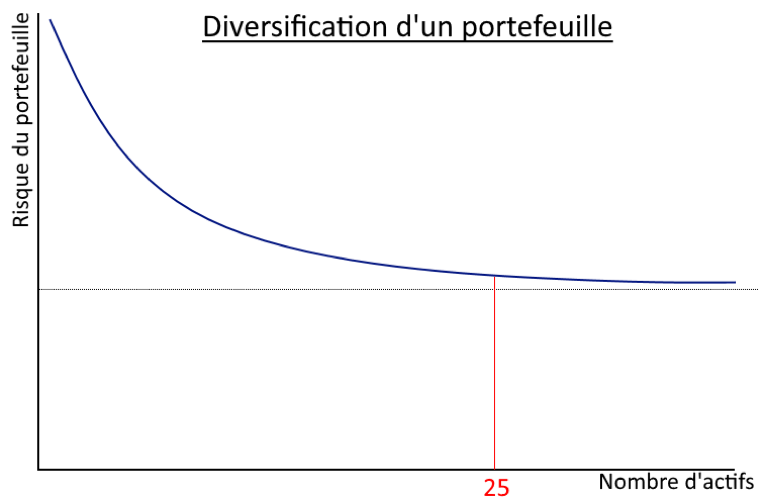 Diversification d'un portefeuille
Risque du portefeuille
25
Nombre d'actifs